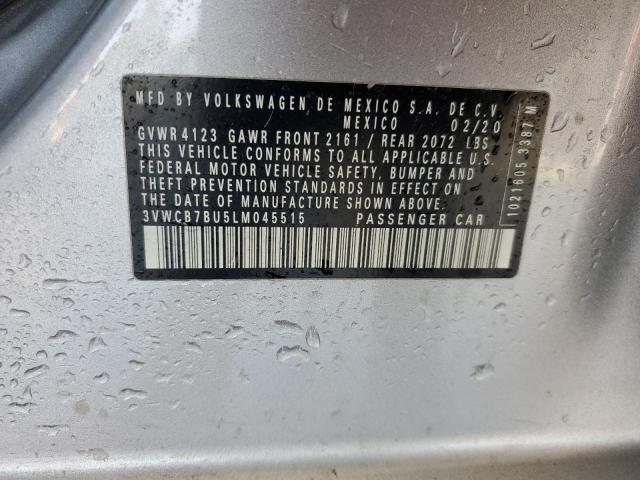 MFD BY VOLKSWAGEN DE MEXICO S.A. DE C.V.
MEXICO 02/20
GVWR 4123 GAWR FRONT 2161 / REAR 2072 LBS
THIS VEHICLE CONFORMS TO ALL APPLICABLE U.S.
FEDERAL MOTOR VEHICLE SAFETY, BUMPER AND
THEFT PREVENTION STANDARDS IN EFFECT ON
THE DATE OF MANUFACTURE SHOWN ABOVE.
3VWCB7BU5LM045515 PASSENGER CAR
1021605 3387 M